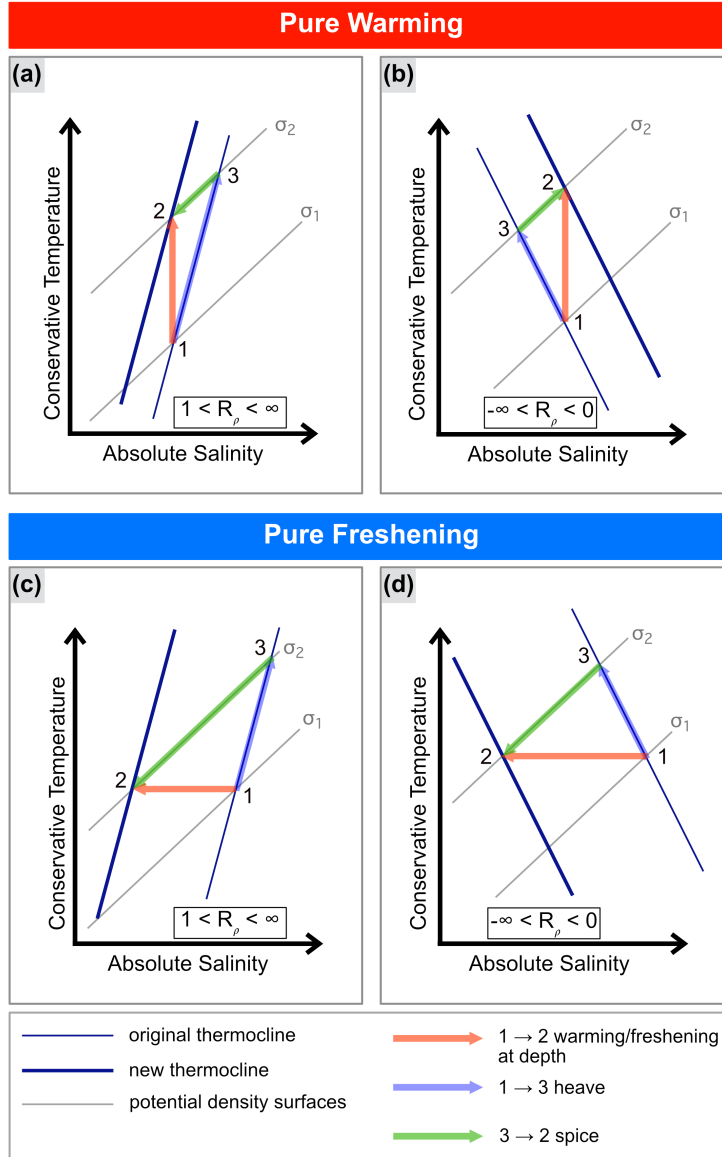 Pure Warming
(a)
σ2
3
2
σ1
1
Conservative Temperature
1 < Rρ < ∞
Absolute Salinity
(b)
σ2
2
3
σ1
1
Conservative Temperature
-∞ < Rρ < 0
Absolute Salinity
Pure Freshening
(c)
3
σ2
σ1
2
1
Conservative Temperature
1 < Rρ < ∞
Absolute Salinity
(d)
σ2
3
σ1
2
1
Conservative Temperature
-∞ < Rρ < 0
Absolute Salinity
original thermocline
new thermocline
potential density surfaces
1 → 2 warming/freshening
at depth
1 → 3 heave
3 → 2 spice